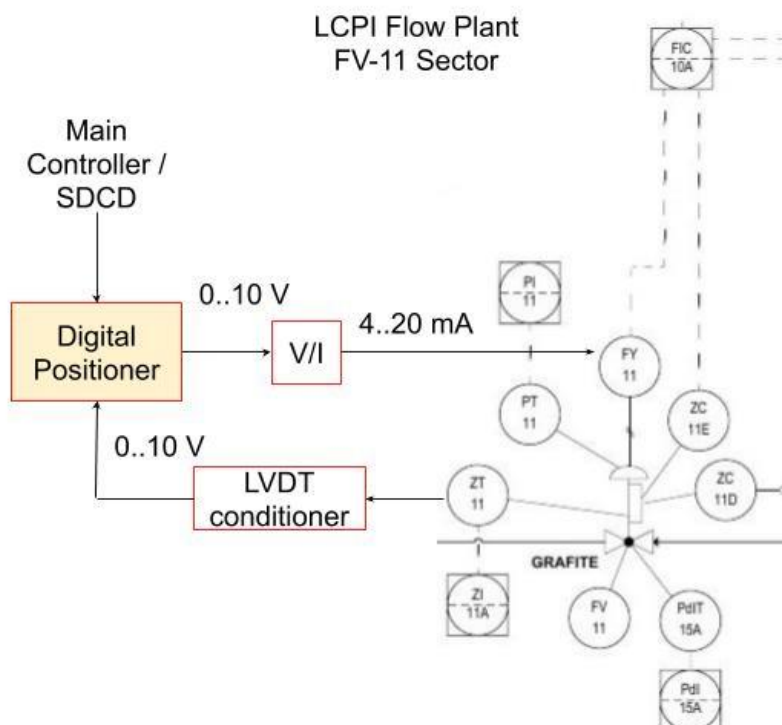 LCPI Flow Plant
FV-11 Sector
FIC
10A
Main
Controller /
SDCD
0..10 V
4..20 mA
Digital
Positioner
V/I
PI
11
FY
11
PT
11
ZC
11E
0..10 V
LVDT
conditioner
ZT
11
ZC
11D
GRAFITE
ZI
11A
FV
11
PdIT
15A
PdI
15A